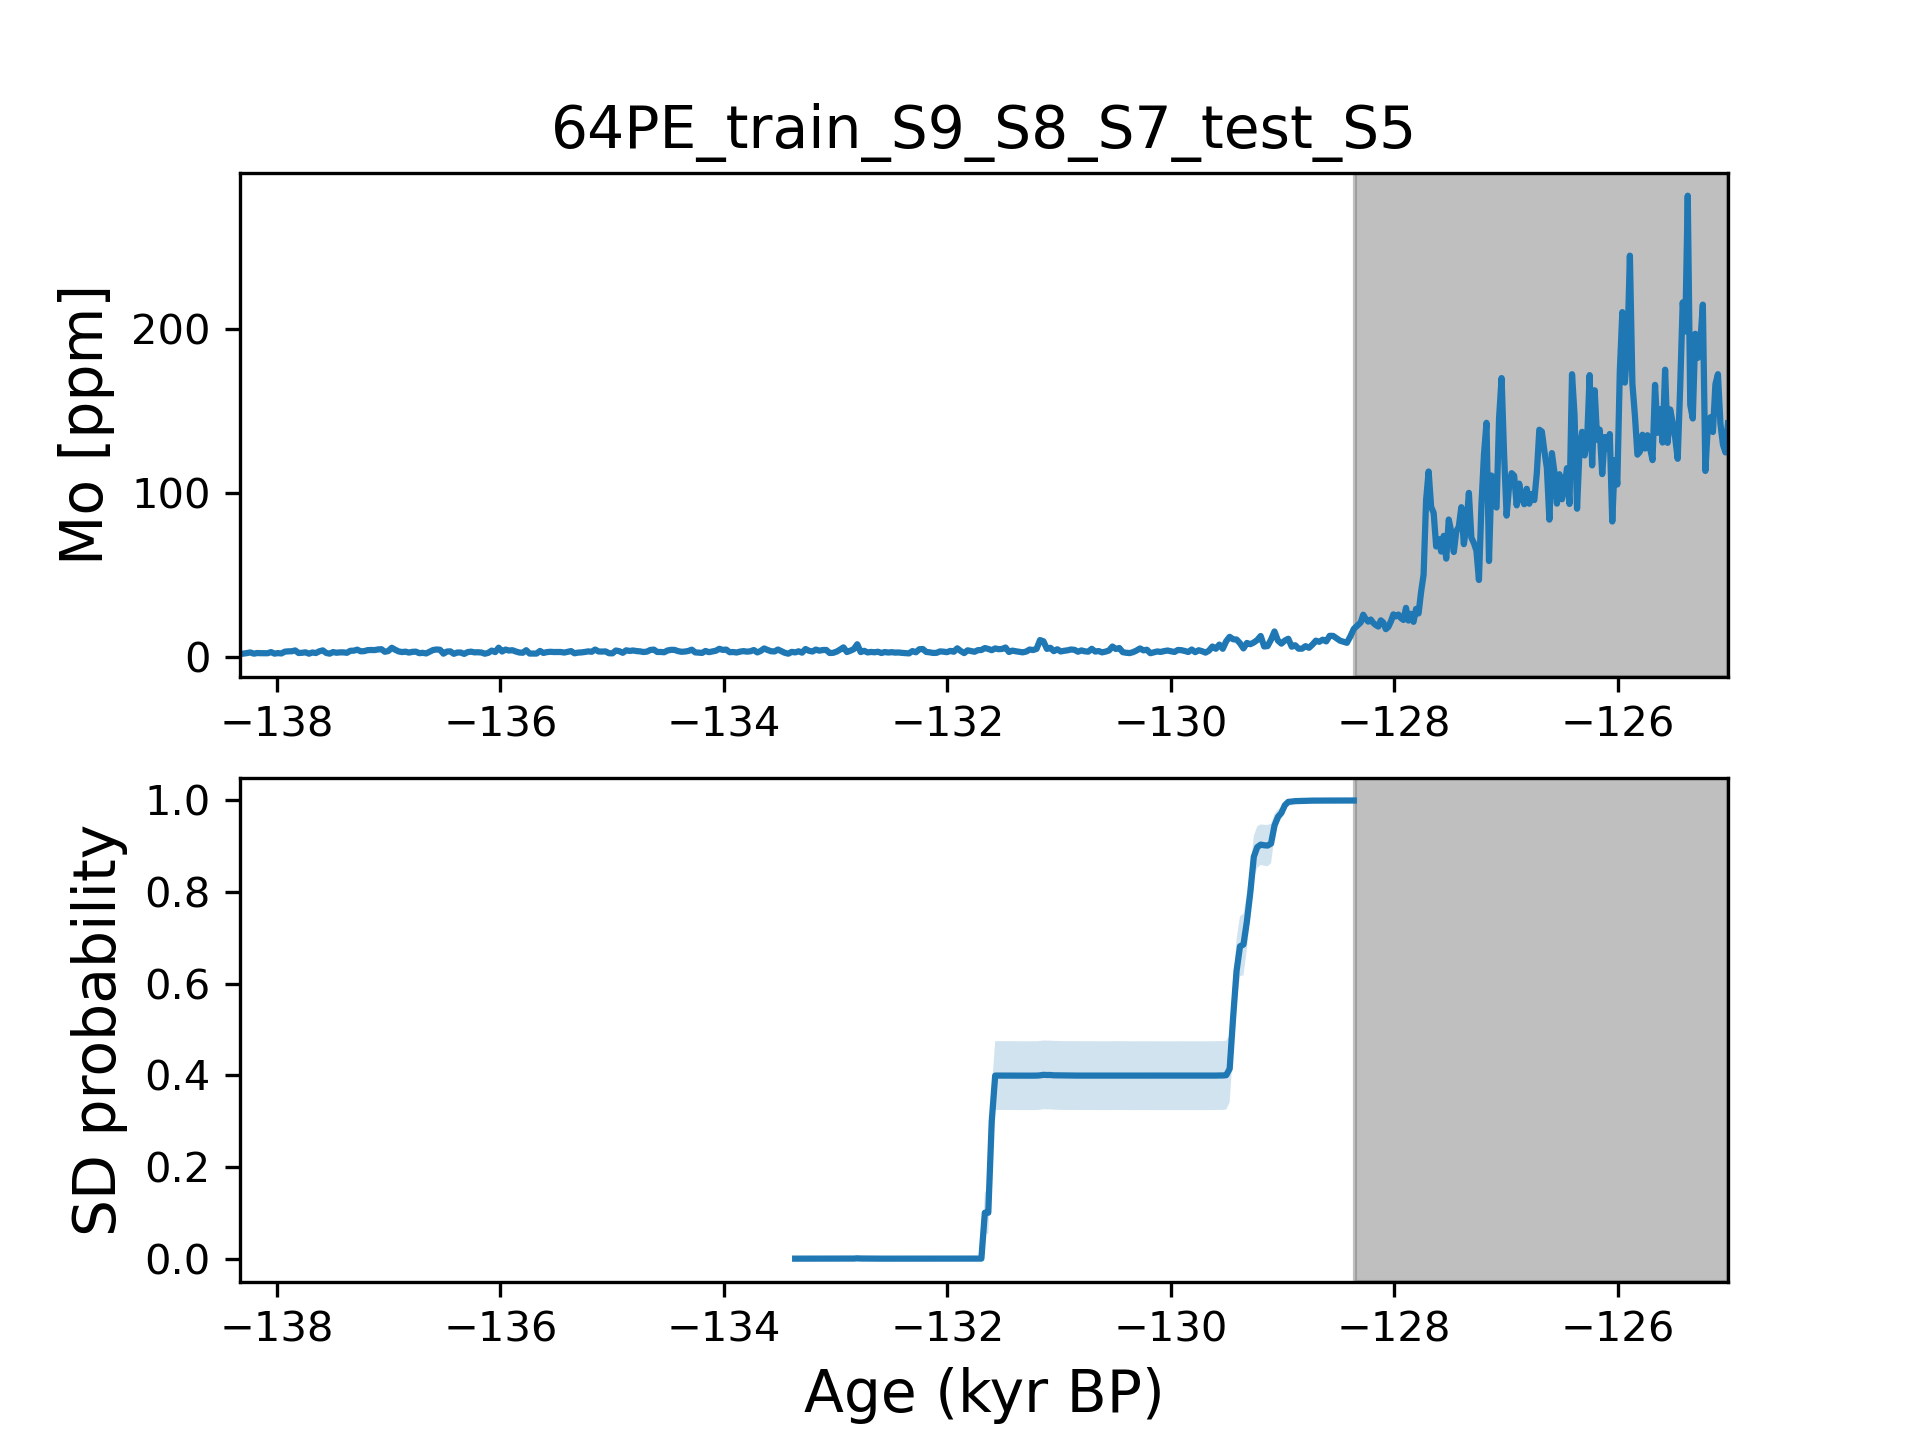 64PE_train_S9_S8_S7_test_S5
Mo [ppm]
200
100
0
−138 −136 −134 −132 −130 −128 −126
SD probability
1.0
0.8
0.6
0.4
0.2
0.0
−138 −136 −134 −132 −130 −128 −126
Age (kyr BP)